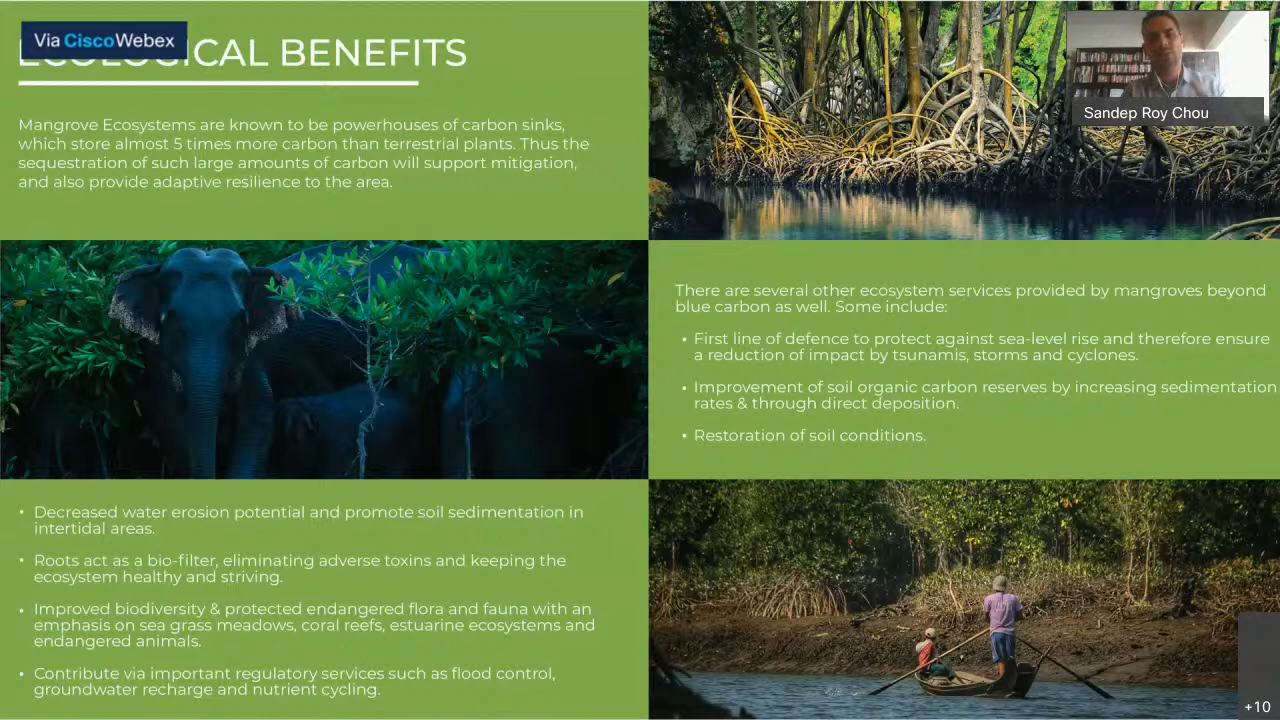 Via CiscoWebex
ECOLOGICAL BENEFITS
Sandep Roy Chou
Mangrove Ecosystems are known to be powerhouses of carbon sinks,
which store almost 5 times more carbon than terrestrial plants. Thus the
sequestration of such large amounts of carbon will support mitigation,
and also provide adaptive resilience to the area.
There are several other ecosystem services provided by mangroves beyond
blue carbon as well. Some include:
• First line of defence to protect against sea-level rise and therefore ensure
a reduction of impact by tsunamis, storms and cyclones.
• Improvement of soil organic carbon reserves by increasing sedimentation
rates & through direct deposition.
• Restoration of soil conditions.
• Decreased water erosion potential and promote soil sedimentation in
intertidal areas.
• Roots act as a bio-filter, eliminating adverse toxins and keeping the
ecosystem healthy and striving.
• Improved biodiversity & protected endangered flora and fauna with an
emphasis on sea grass meadows, coral reefs, estuarine ecosystems and
endangered animals.
• Contribute via important regulatory services such as flood control,
groundwater recharge and nutrient cycling.
+10